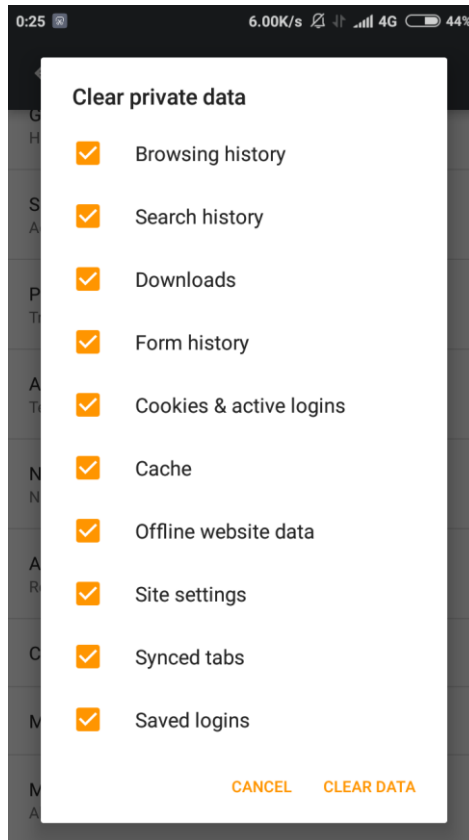 0:25 6.00K/s 4G 44%
Clear private data
Browsing history
Search history
Downloads
Form history
Cookies & active logins
Cache
Offline website data
Site settings
Synced tabs
Saved logins
CANCEL CLEAR DATA